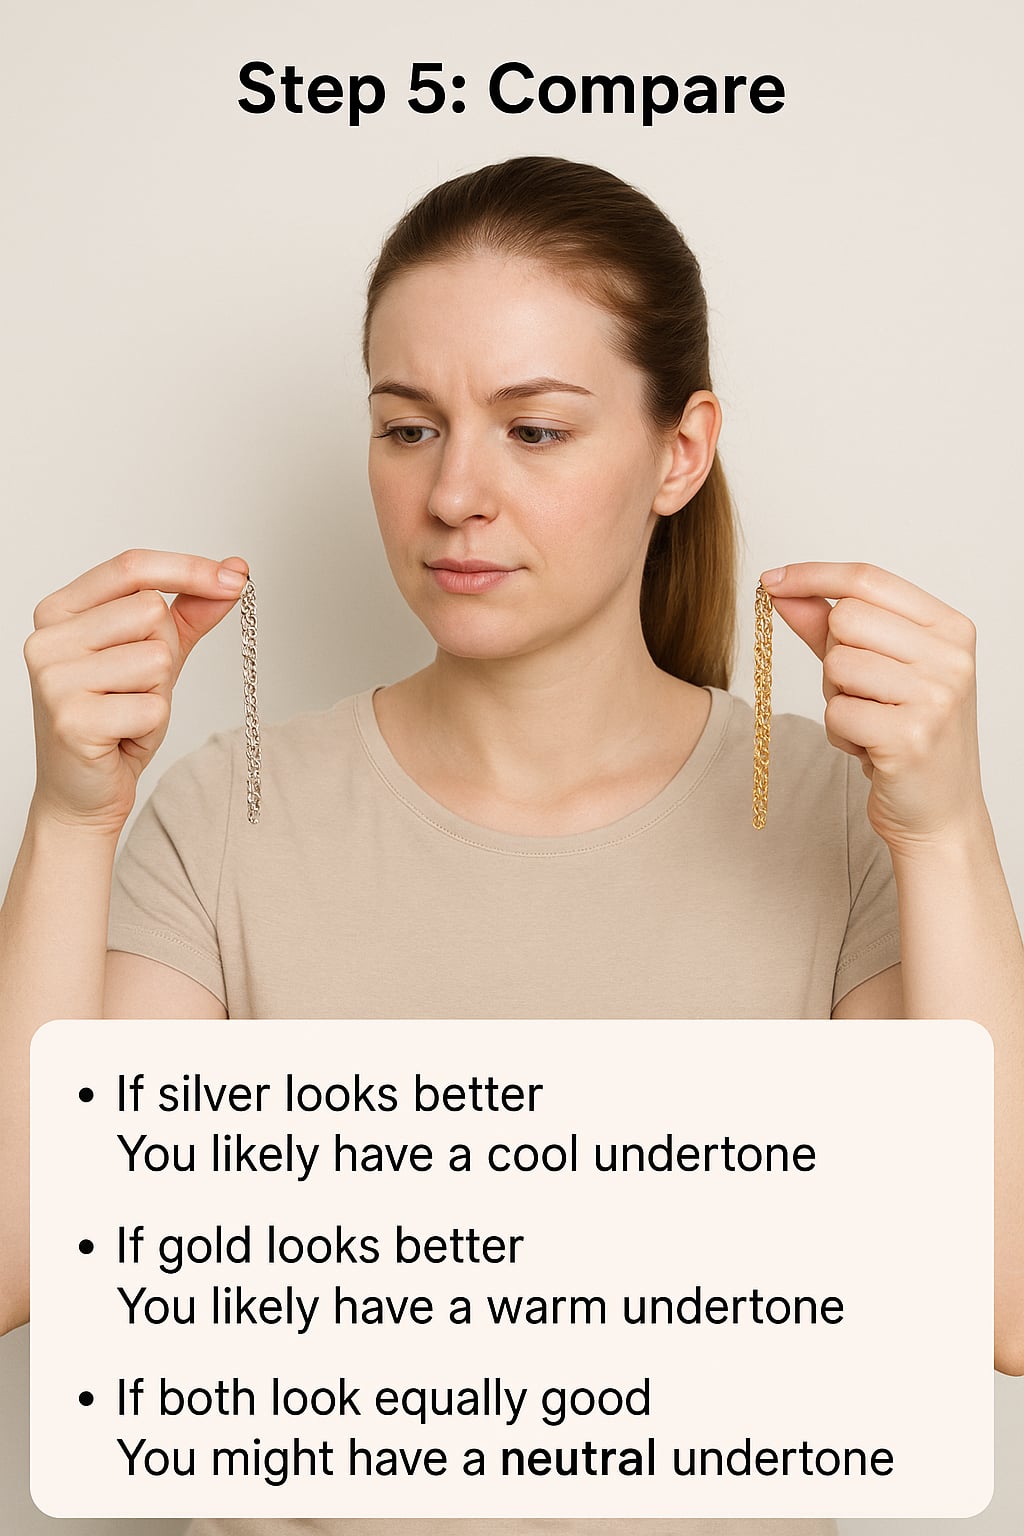 Step 5: Compare
• If silver looks better
You likely have a cool undertone
• If gold looks better
You likely have a warm undertone
• If both look equally good
You might have a neutral undertone